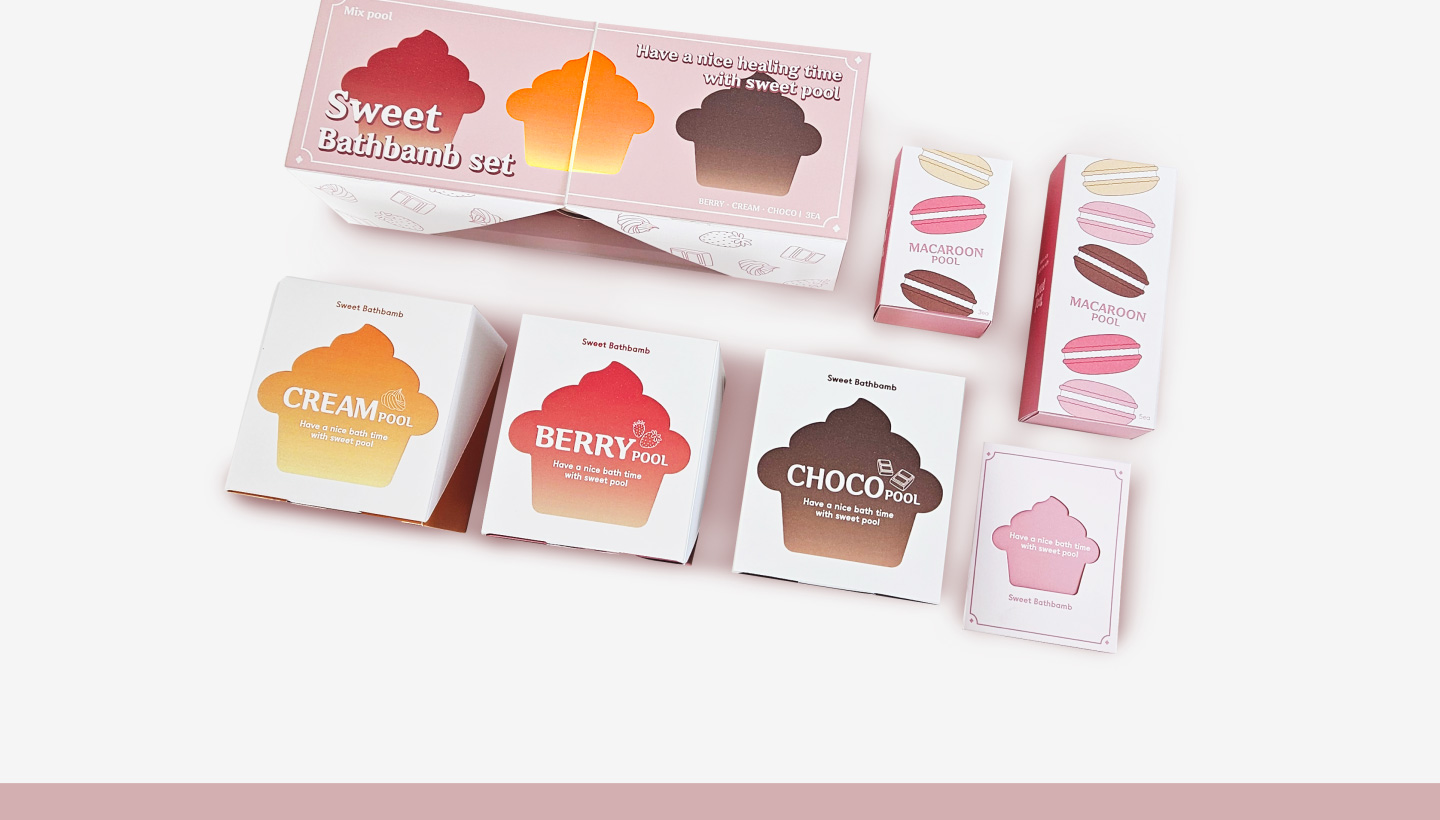 Mix pool
Have a nice healing time
with sweet pool
Sweet
Bathbamb set
BERRY · CREAM · CHOCO | 3EA
MACAROON
POOL
3ea
MACAROON
POOL
5ea
Sweet Bathbamb
CREAM POOL
Have a nice bath time
with sweet pool
Sweet Bathbamb
BERRY POOL
Have a nice bath time
with sweet pool
Sweet Bathbamb
CHOCO POOL
Have a nice bath time
with sweet pool
Have a nice bath time
with sweet pool
Sweet Bathbamb